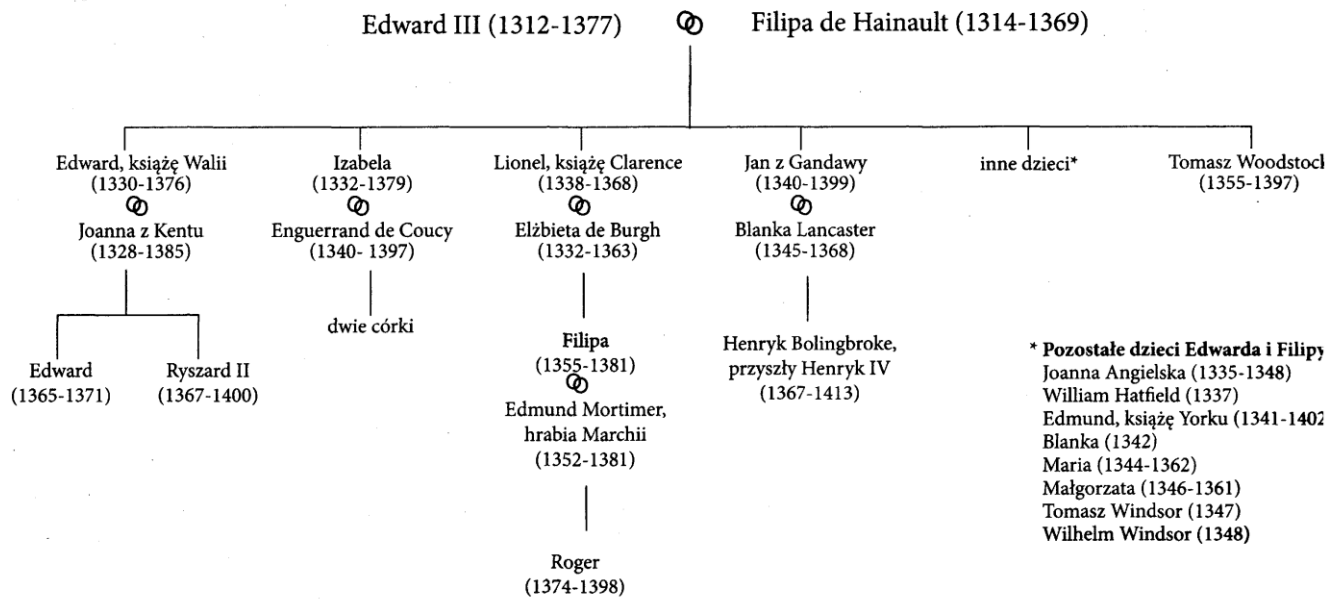 Edward III (1312-1377) Filipa de Hainault (1314-1369)
Edward, książę Walii
(1330-1376)
Joanna z Kentu
(1328-1385)
Izabela
(1332-1379)
Enguerrand de Coucy
(1340- 1397)
Lionel, książę Clarence
(1338-1368)
Elżbieta de Burgh
(1332-1363)
Jan z Gandawy
(1340-1399)
Blanka Lancaster
(1345-1368)
inne dzieci*
Tomasz Woodstock
(1355-1397)
Edward
(1365-1371)
Ryszard II
(1367-1400)
dwie córki
Filipa
(1355-1381)
Edmund Mortimer,
hrabia Marchii
(1352-1381)
Roger
(1374-1398)
Henryk Bolingbroke,
przyszły Henryk IV
(1367-1413)
* Pozostałe dzieci Edwarda i Filipy
Joanna Angielska (1335-1348)
William Hatfield (1337)
Edmund, książę Yorku (1341-1402
Blanka (1342)
Maria (1344-1362)
Małgorzata (1346-1361)
Tomasz Windsor (1347)
Wilhelm Windsor (1348)